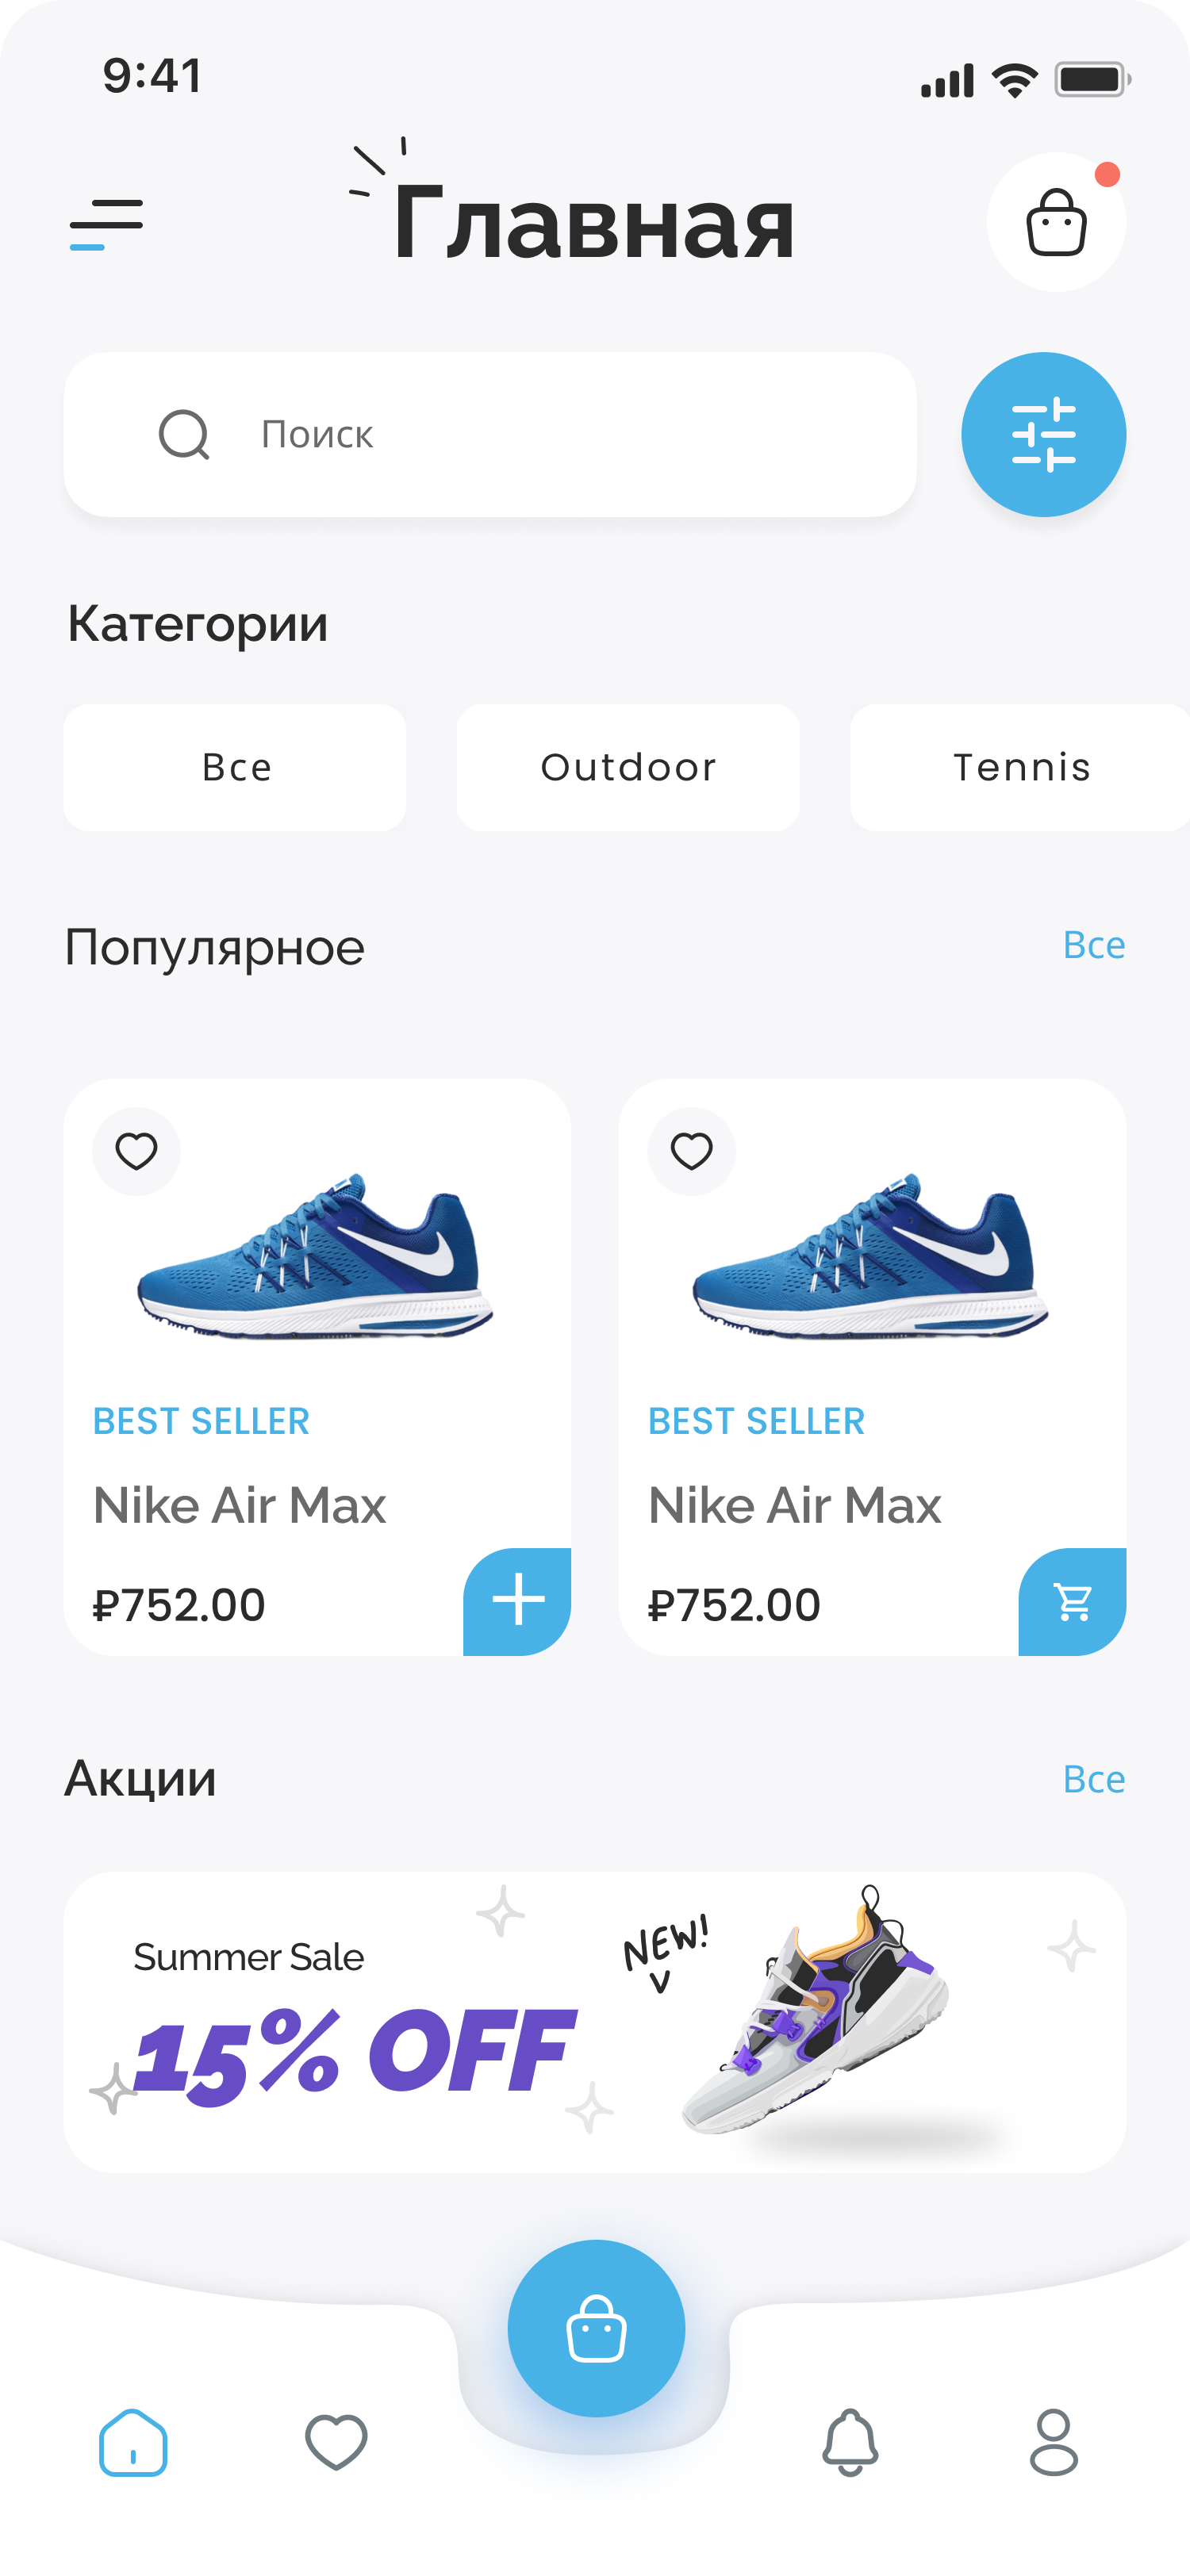 9:41
Главная
Поиск
Категории
Все
Outdoor
Tennis
Популярное
Все
BEST SELLER
Nike Air Max
₽752.00
BEST SELLER
Nike Air Max
₽752.00
Акции
Все
Summer Sale
15% OFF
NEW!